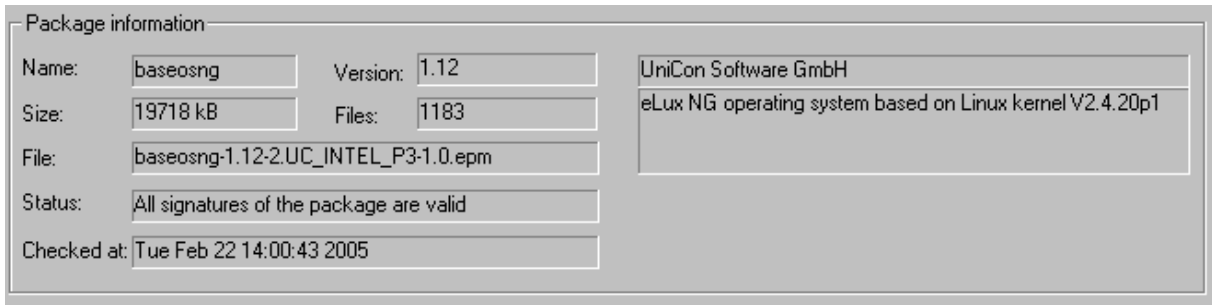 Package information
Name: baseosng Version: 1.12 UniCon Software GmbH
Size: 19718 kB Files: 1183 eLux NG operating system based on Linux kernel V2.4.20p1
File: baseosng-1.12-2.UC_INTEL_P3-1.0.epm
Status: All signatures of the package are valid
Checked at: Tue Feb 22 14:00:43 2005